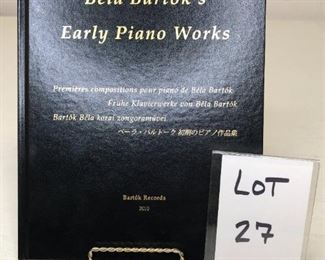 Béla Bartók's
Early Piano Works
Premières compositions pour piano de Béla Bartók
Frühe Klavierwerke von Béla Bartók
Bartók Béla korai zongoraművei
ベーラ・バルトーク 初期のピアノ作品集
Bartók Records
LOT
27